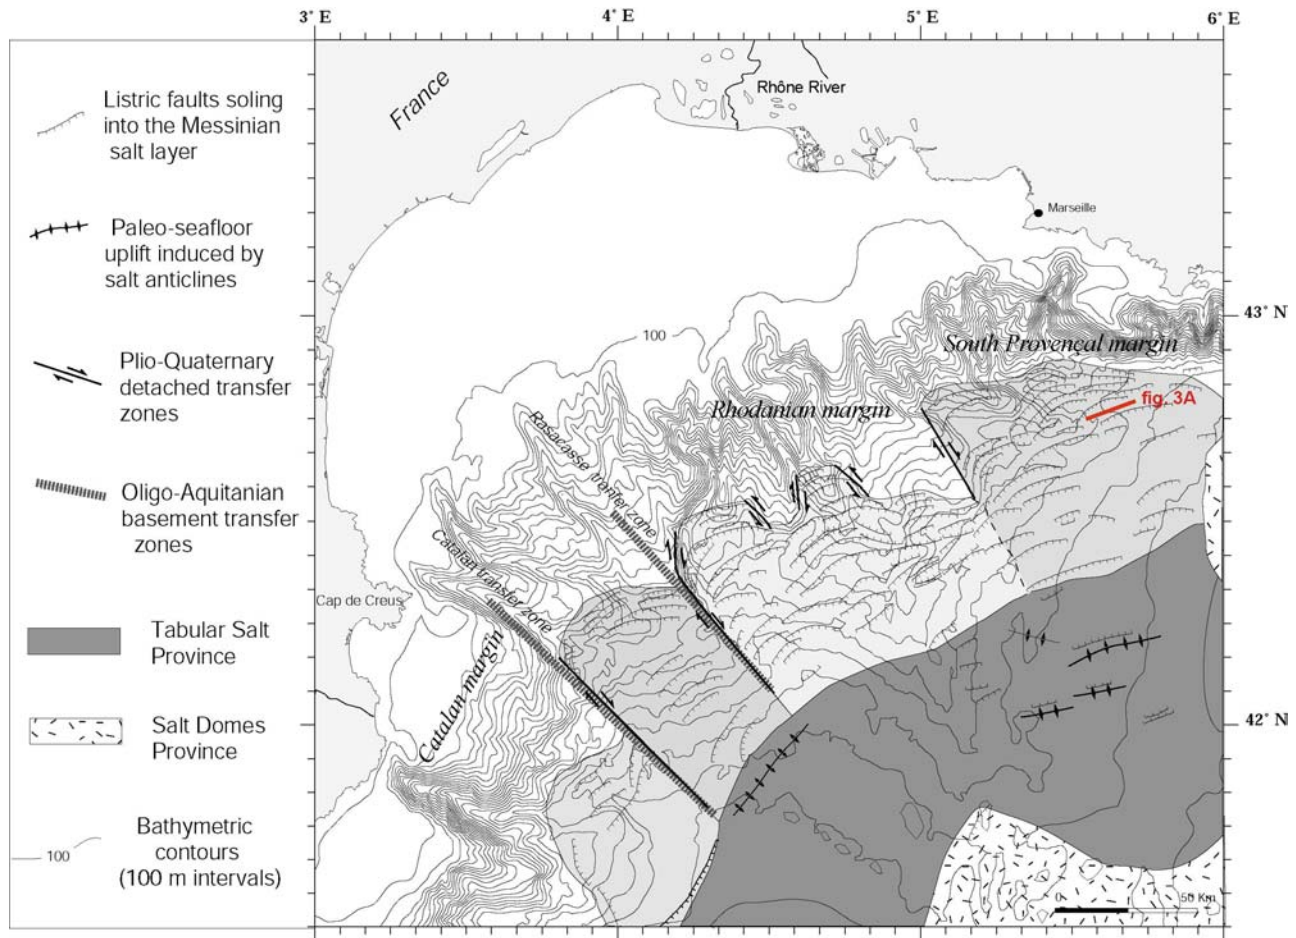 3° E
4° E
5° E
6° E
Listric faults soling
into the Messinian
salt layer
Paleo-seafloor
uplift induced by
salt anticlines
Plio-Quaternary
detached transfer
zones
Oligo-Aquitanian
basement transfer
zones
Tabular Salt
Province
Salt Domes
Province
Bathymetric
contours
(100 m intervals)
100
France
Rhône River
Marseille
43° N
100
South Provençal margin
fig. 3A
Rhodanian margin
Rasacasse tranfer zone
Catalan transfer zone
Cap de Creus
Catalan margin
42° N
0
50 Km